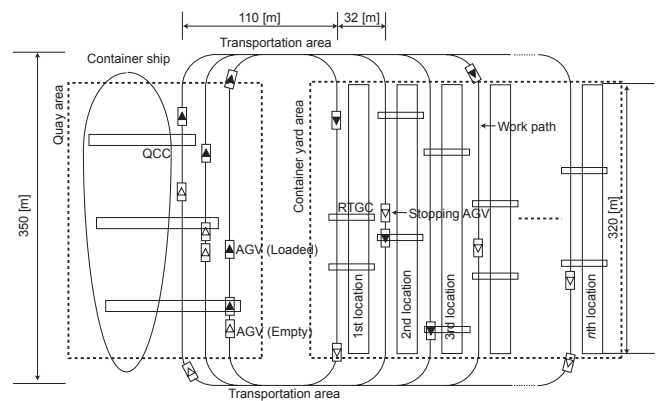 110 [m]
32 [m]
Transportation area
Container ship
Quay area
Container yard area
QCC
Work path
RTGC
Stopping AGV
350 [m]
320 [m]
AGV (Loaded)
AGV (Empty)
1st location
2nd location
3rd location
nth location
Transportation area